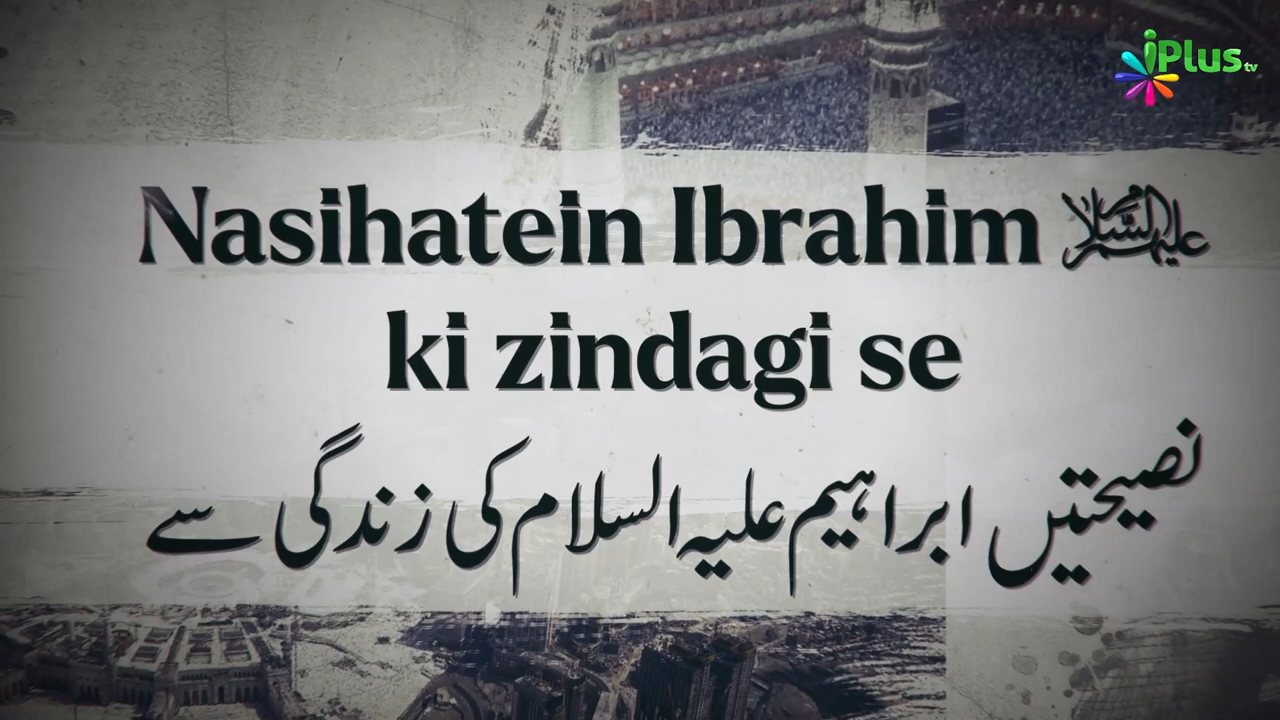 iPlus tv
Nasihatein Ibrahim عليه السلام
ki zindagi se
نصیحتیں ابراہیم علیہ السلام کی زندگی سے